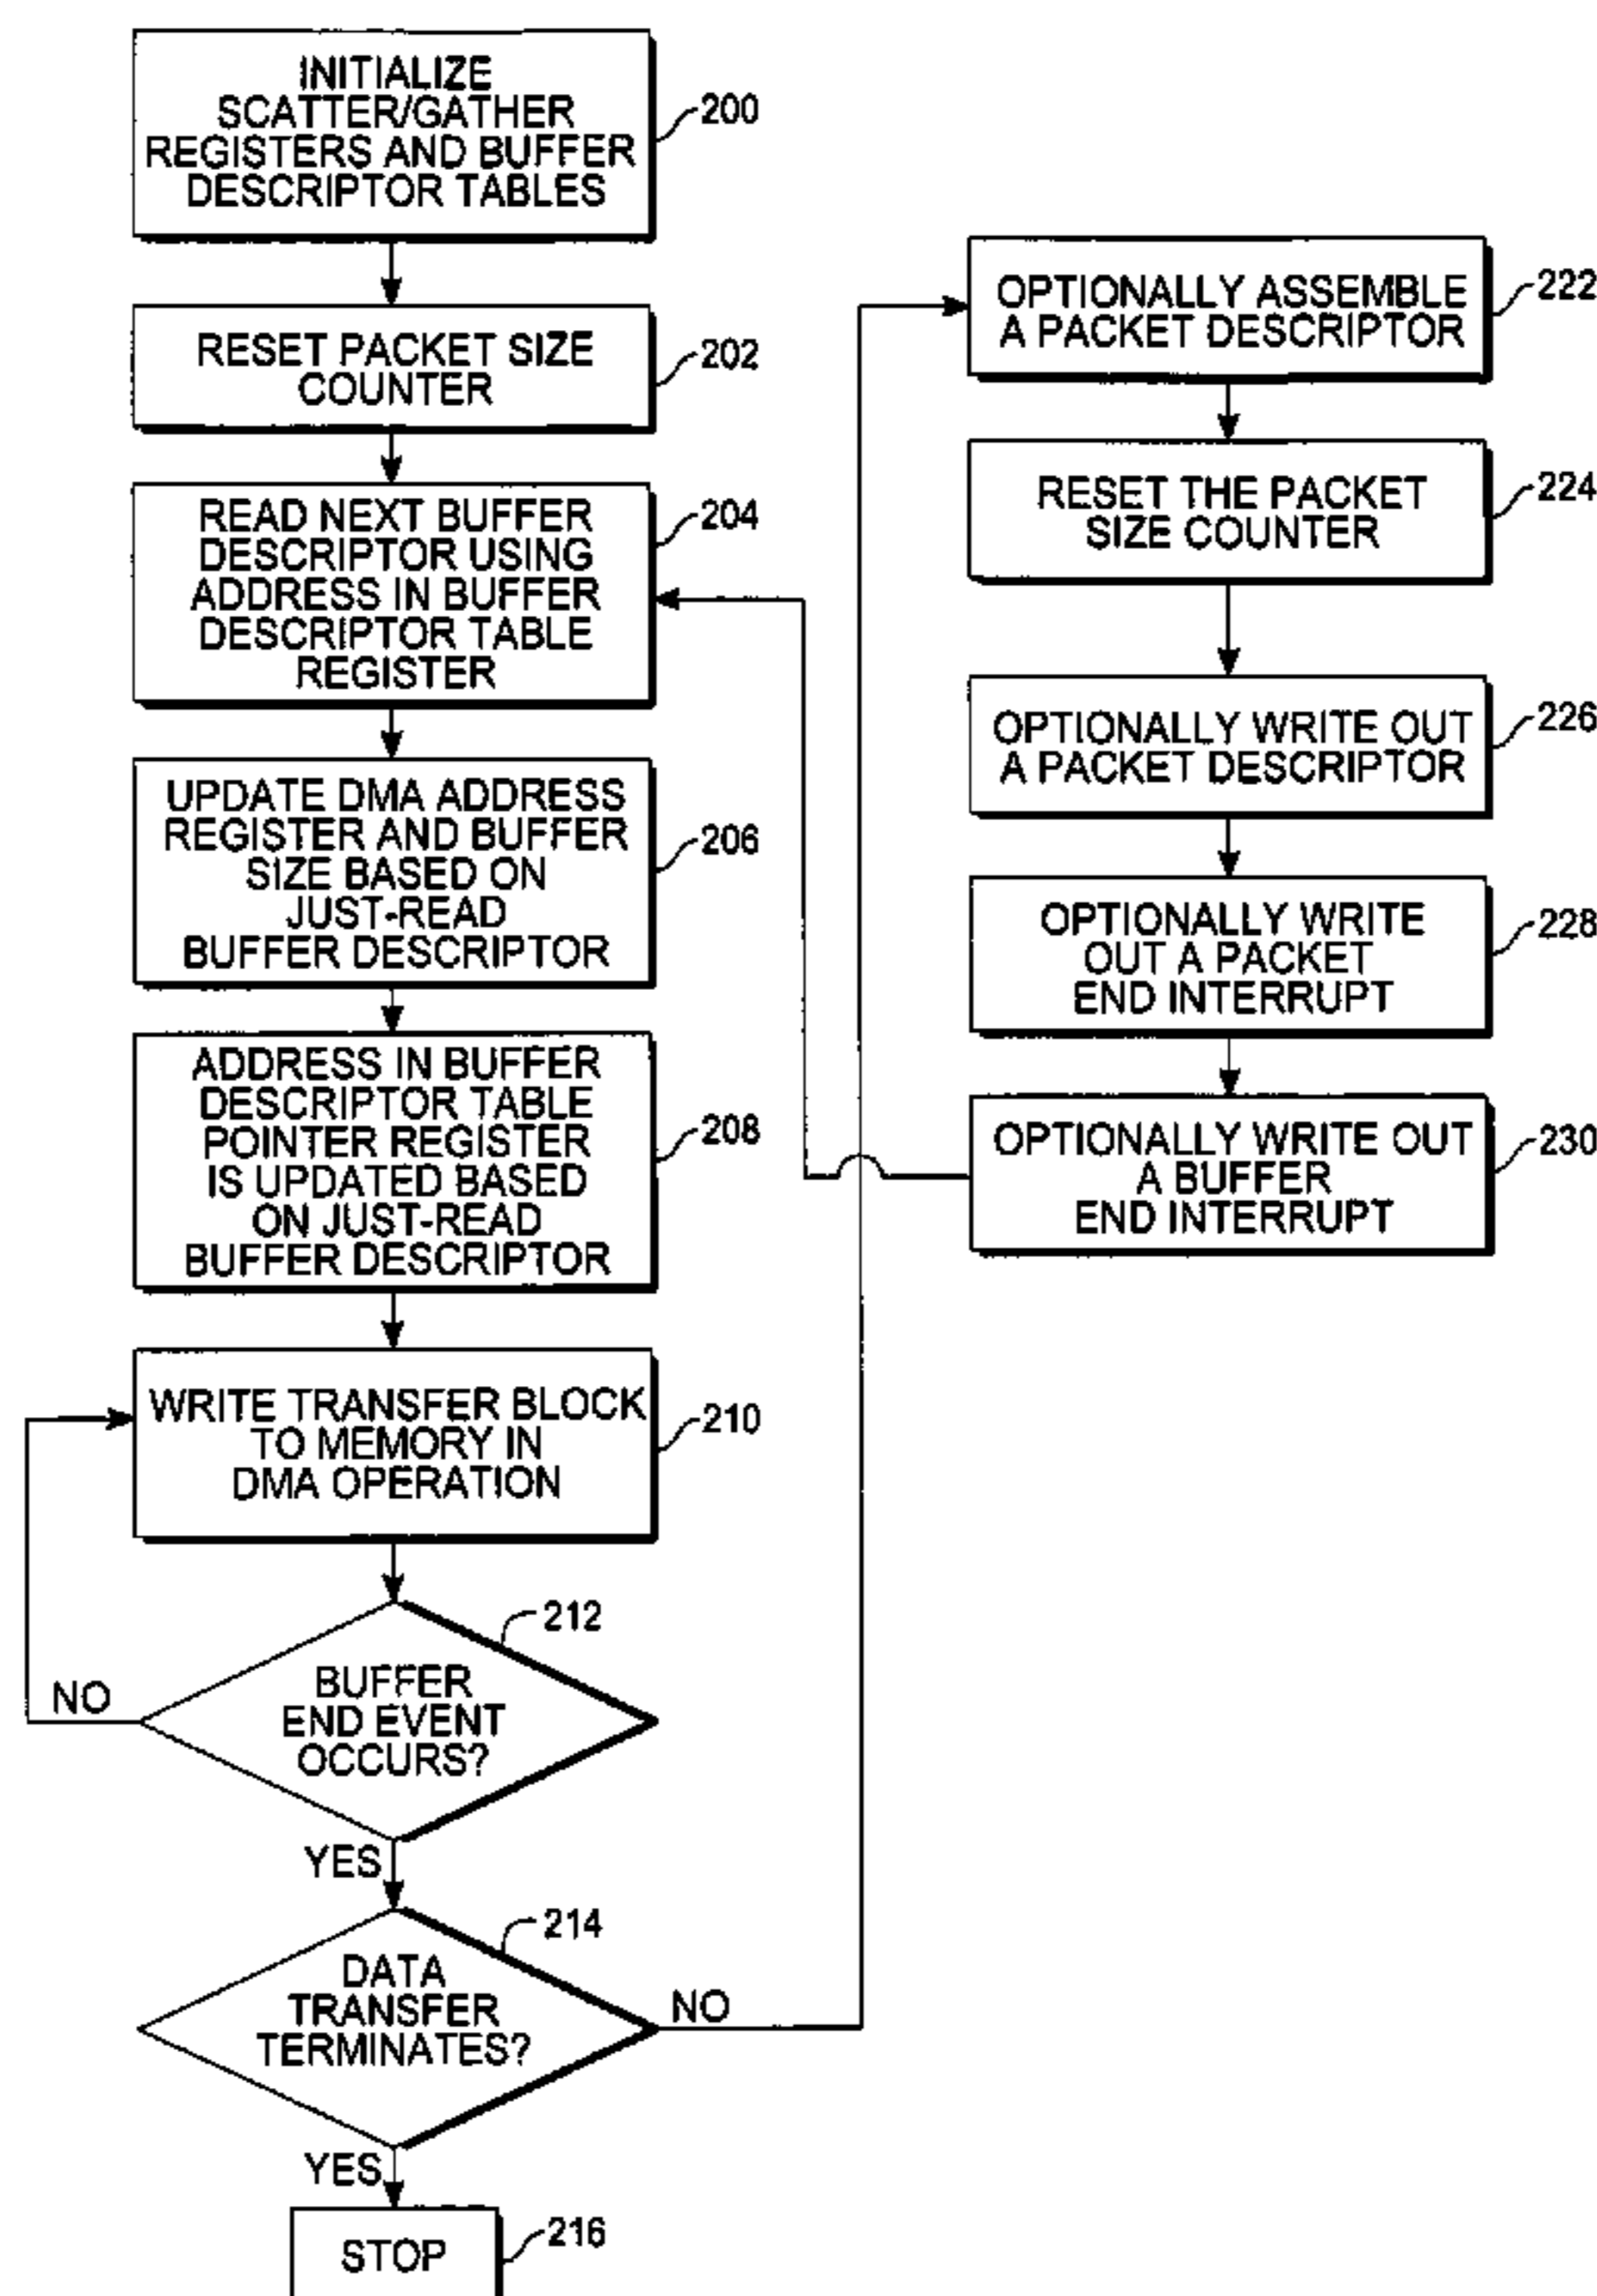 INITIALIZE
SCATTER/GATHER
REGISTERS AND BUFFER
DESCRIPTOR TABLES
200
RESET PACKET SIZE
COUNTER
202
READ NEXT BUFFER
DESCRIPTOR USING
ADDRESS IN BUFFER
DESCRIPTOR TABLE
REGISTER
204
UPDATE DMA ADDRESS
REGISTER AND BUFFER
SIZE BASED ON
JUST-READ
BUFFER DESCRIPTOR
206
ADDRESS IN BUFFER
DESCRIPTOR TABLE
POINTER REGISTER
IS UPDATED BASED
ON JUST-READ
BUFFER DESCRIPTOR
208
WRITE TRANSFER BLOCK
TO MEMORY IN
DMA OPERATION
210
212
BUFFER
END EVENT
OCCURS?
NO
YES
214
DATA
TRANSFER
TERMINATES?
NO
YES
STOP
216
OPTIONALLY ASSEMBLE
A PACKET DESCRIPTOR
222
RESET THE PACKET
SIZE COUNTER
224
OPTIONALLY WRITE OUT
A PACKET DESCRIPTOR
226
OPTIONALLY WRITE
OUT A PACKET
END INTERRUPT
228
OPTIONALLY WRITE OUT
A BUFFER
END INTERRUPT
230